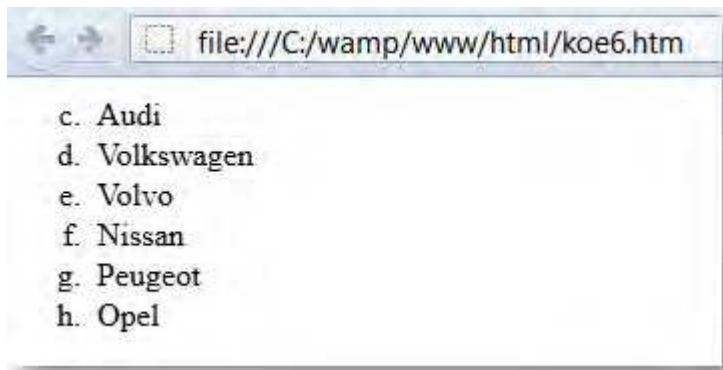 file:///C:/wamp/www/html/koe6.htm
c. Audi
d. Volkswagen
e. Volvo
f. Nissan
g. Peugeot
h. Opel